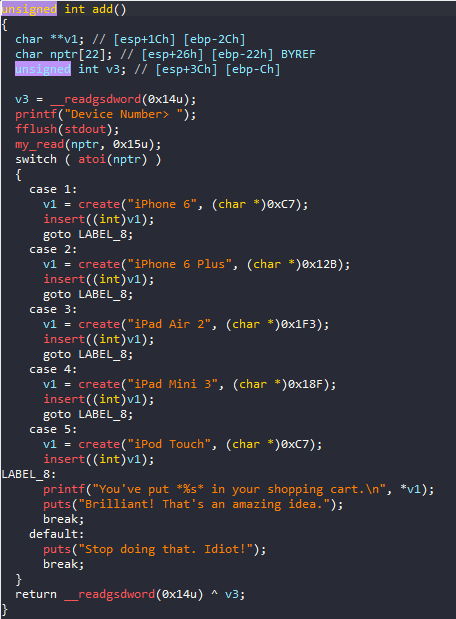 unsigned int add()
{
  char **v1; // [esp+1Ch] [ebp-2Ch]
  char nptr[22]; // [esp+26h] [ebp-22h] BYREF
  unsigned int v3; // [esp+3Ch] [ebp-Ch]

  v3 = __readgsdword(0x14u);
  printf("Device Number> ");
  fflush(stdout);
  my_read(nptr, 0x15u);
  switch ( atoi(nptr) )
  {
    case 1:
      v1 = create("iPhone 6", (char *)0xC7);
      insert((int)v1);
      goto LABEL_8;
    case 2:
      v1 = create("iPhone 6 Plus", (char *)0x12B);
      insert((int)v1);
      goto LABEL_8;
    case 3:
      v1 = create("iPad Air 2", (char *)0x1F3);
      insert((int)v1);
      goto LABEL_8;
    case 4:
      v1 = create("iPad Mini 3", (char *)0x18F);
      insert((int)v1);
      goto LABEL_8;
    case 5:
      v1 = create("iPod Touch", (char *)0xC7);
      insert((int)v1);
LABEL_8:
      printf("You've put *%s* in your shopping cart.\n", *v1);
      puts("Brilliant! That's an amazing idea.");
      break;
    default:
      puts("Stop doing that. Idiot!");
      break;
  }
  return __readgsdword(0x14u) ^ v3;
}